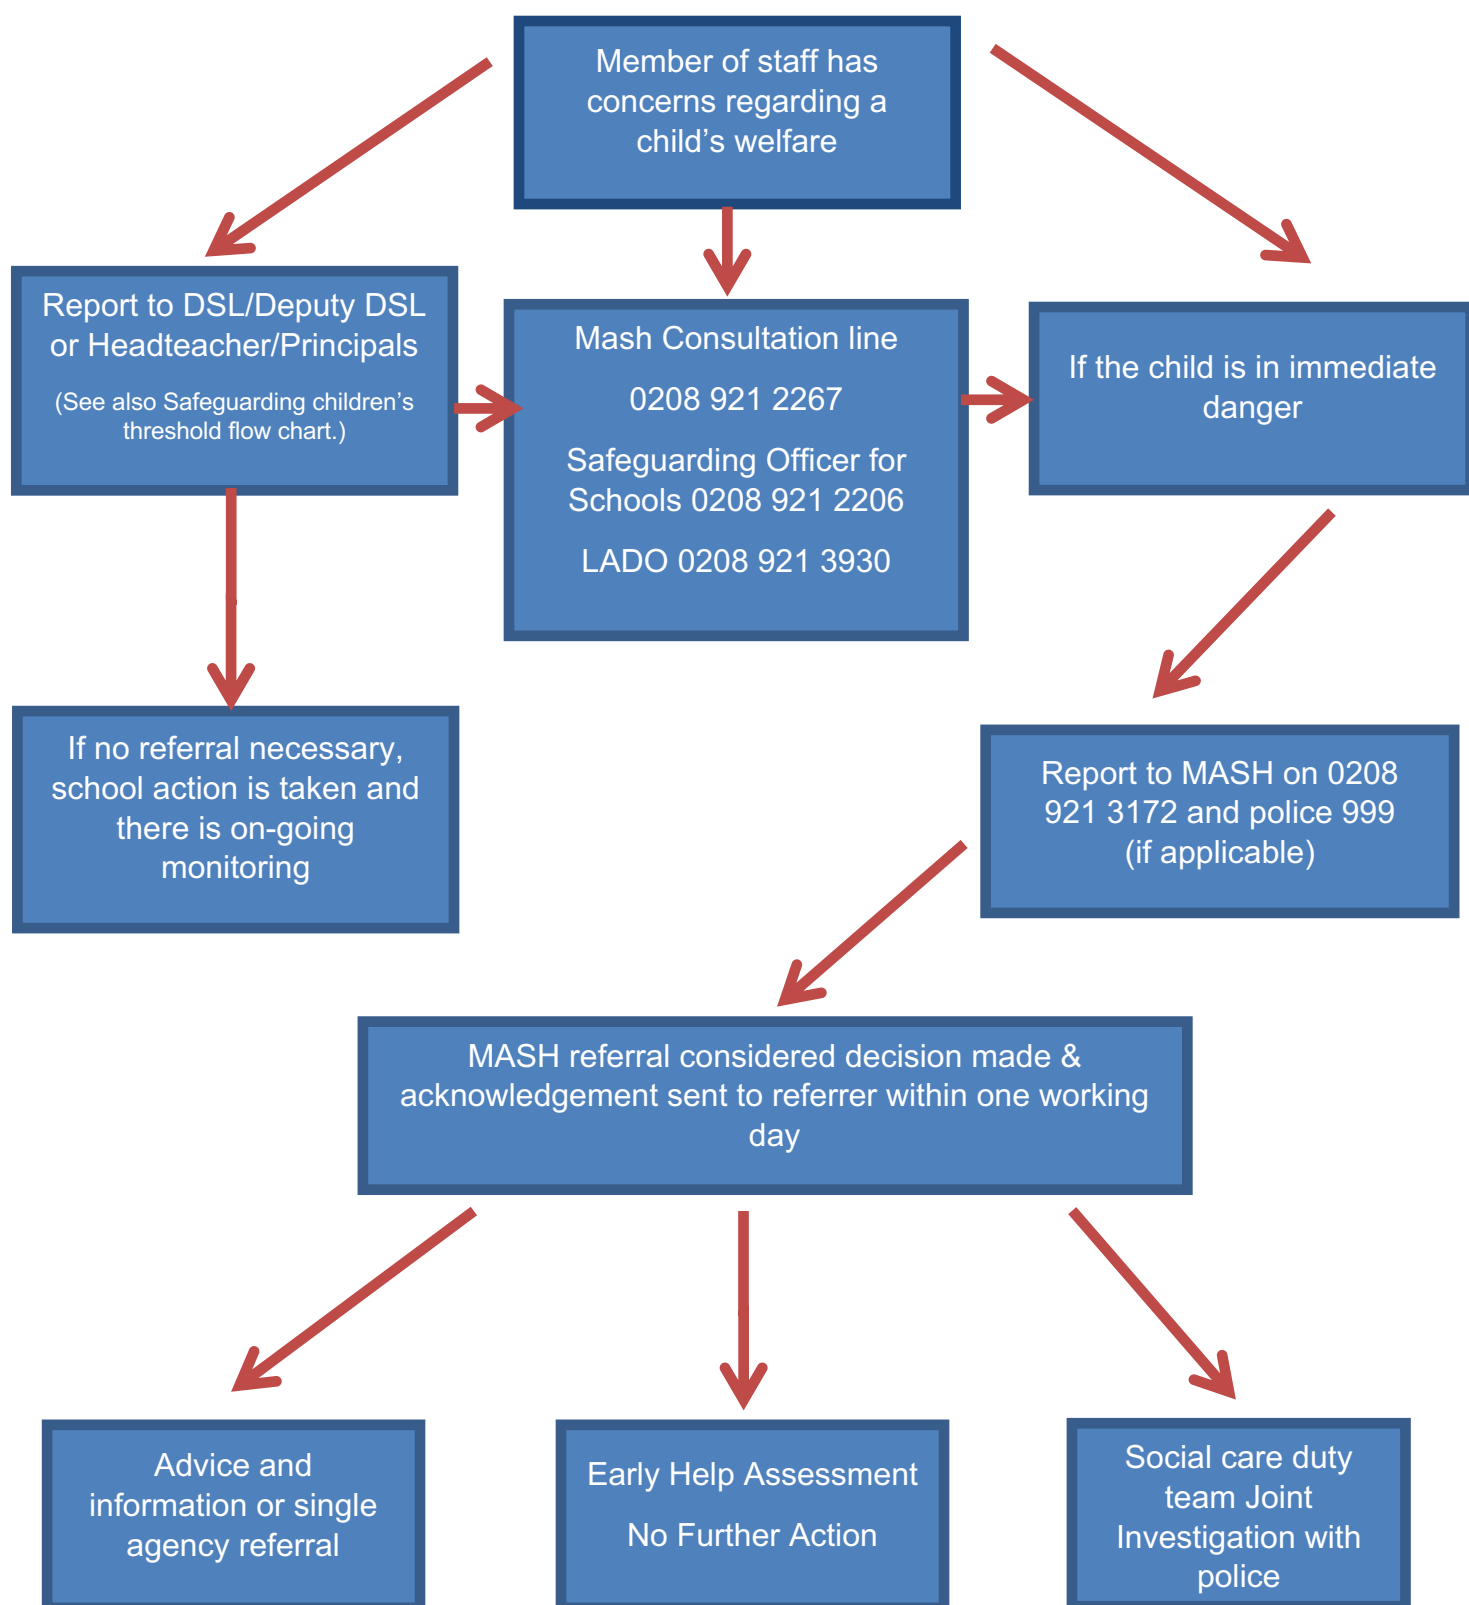 Member of staff has
concerns regarding a
child’s welfare
Report to DSL/Deputy DSL
or Headteacher/Principals
(See also Safeguarding children’s
threshold flow chart.)
Mash Consultation line
0208 921 2267
Safeguarding Officer for
Schools 0208 921 2206
LADO 0208 921 3930
If the child is in immediate
danger
If no referral necessary,
school action is taken and
there is on-going
monitoring
Report to MASH on 0208
921 3172 and police 999
(if applicable)
MASH referral considered decision made &
acknowledgement sent to referrer within one working
day
Advice and
information or single
agency referral
Early Help Assessment
No Further Action
Social care duty
team Joint
Investigation with
police